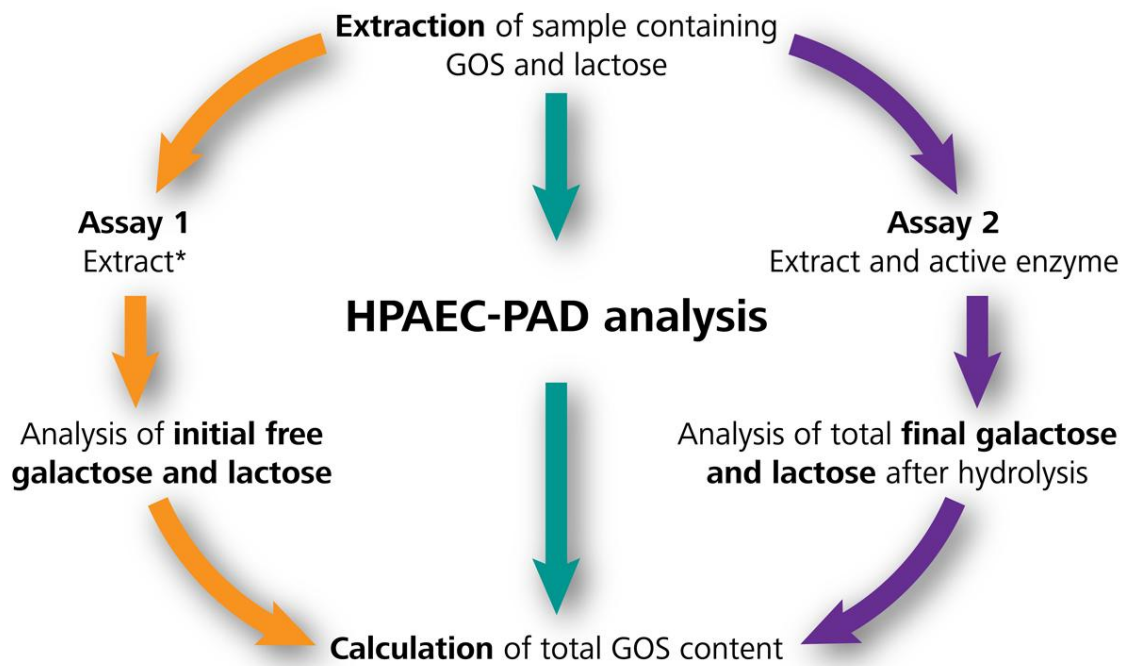 Extraction of sample containing
GOS and lactose
Assay 1
Extract*
Assay 2
Extract and active enzyme
HPAEC-PAD analysis
Analysis of initial free
galactose and lactose
Analysis of total final galactose
and lactose after hydrolysis
Calculation of total GOS content